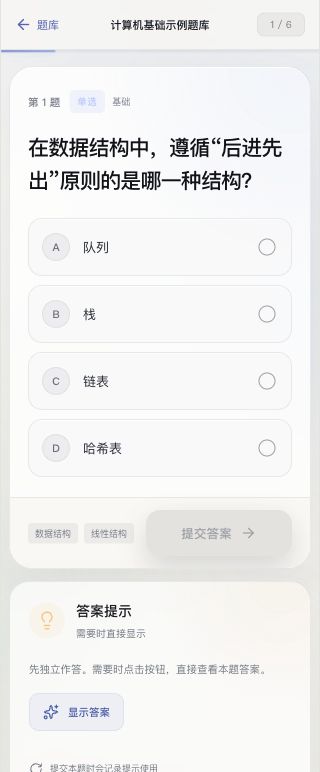 题库
计算机基础示例题库
1 / 6
第 1 题 单选 基础
在数据结构中，遵循“后进先
出”原则的是哪一种结构？
A 队列
B 栈
C 链表
D 哈希表
数据结构 线性结构 提交答案
答案提示
需要时直接显示
先独立作答。需要时点击按钮，直接查看本题答案。
显示答案
提交本题时会记录提示使用